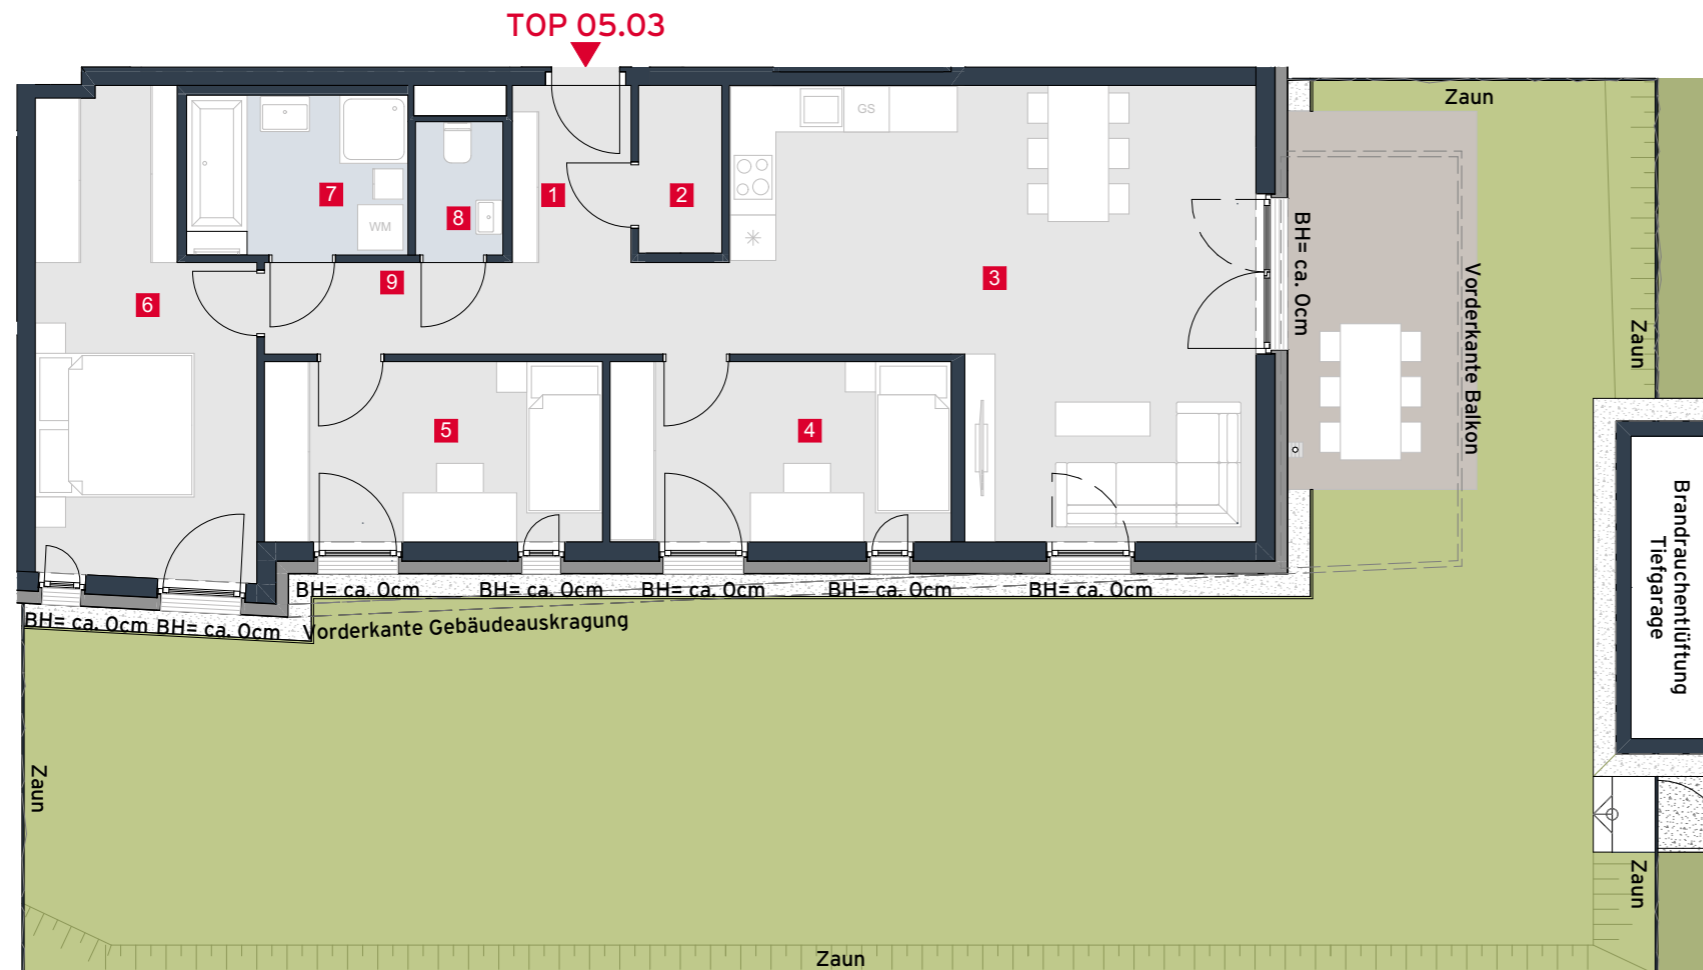 TOP 05.03
Zaun
GS
1
2
7
8
WM
9
3
6
BH= ca. 0cm
Vorderkante Balkon
Zaun
5
4
Brandrauchentlüftung
Tiefgarage
BH= ca. 0cm
BH= ca. 0cm
BH= ca. 0cm
BH= ca. 0cm
BH= ca. 0cm
BH= ca. 0cm
BH= ca. 0cm
Vorderkante Gebäudeauskragung
Zaun
Zaun
Zaun